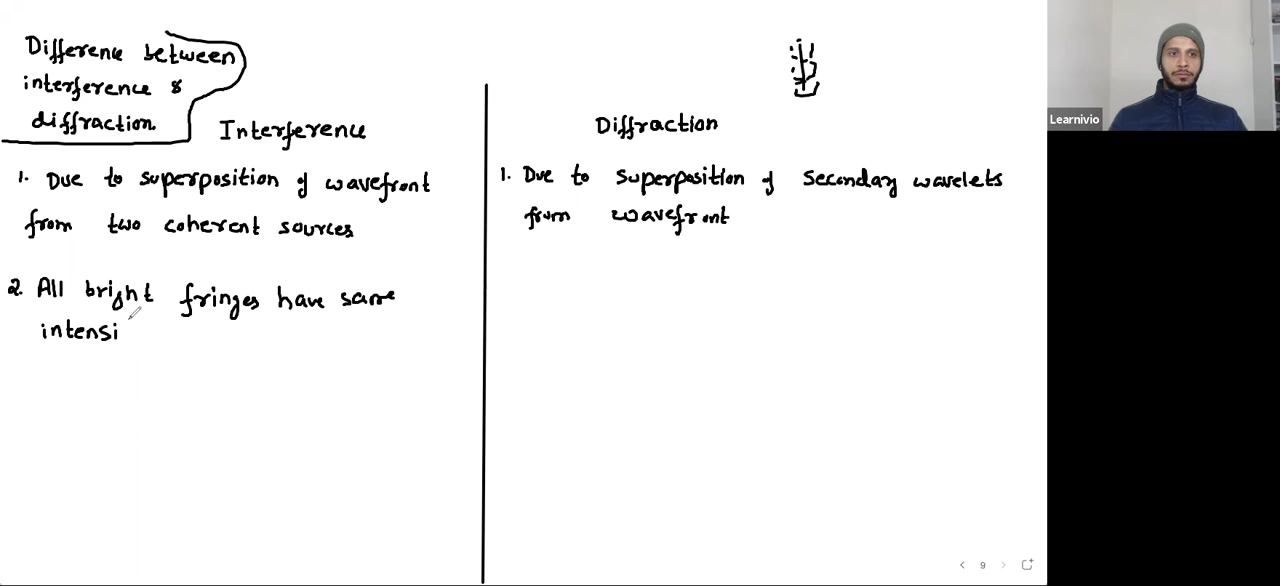 Difference between
interference &
diffraction.
Interference
1. Due to superposition of wavefront
from two coherent sources
2. All bright fringes have same
intensi
Diffraction
1. Due to superposition of secondary wavelets
from wavefront
Learnivio
9